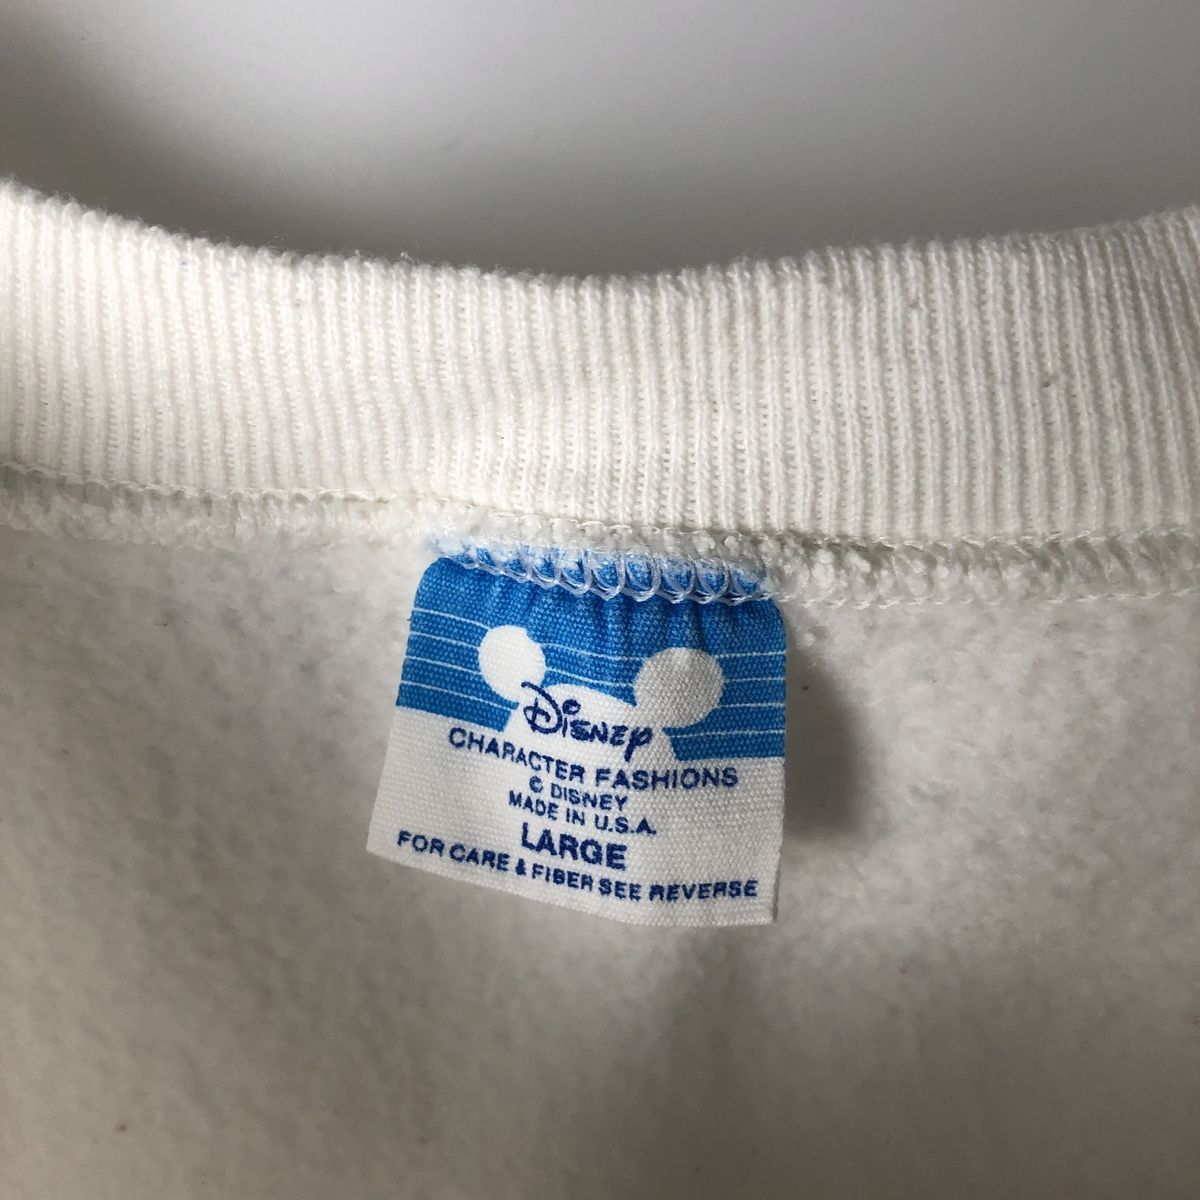 Disney
CHARACTER FASHIONS
© DISNEY
MADE IN U.S.A.
LARGE
FOR CARE & FIBER SEE REVERSE